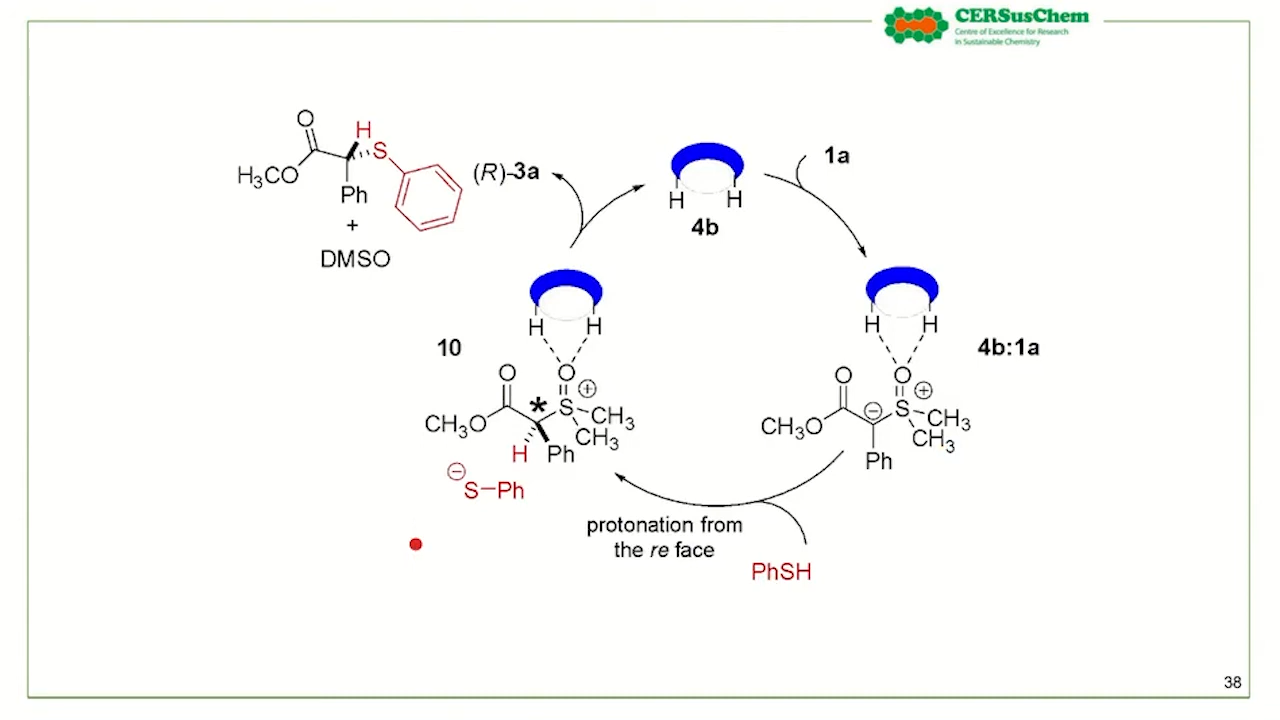 CERSusChem
Centre of Excellence for Research
in Sustainable Chemistry
O
H
S
H₃CO
Ph
+
DMSO
(R)-3a
H H
4b
1a
H H
10
O
O
⊕
*
S
CH₃
CH₃O
CH₃
H
Ph
⊖
S–Ph
H H
4b:1a
O
O
⊕
⊖
S
CH₃
CH₃O
CH₃
Ph
protonation from
the re face
PhSH
38